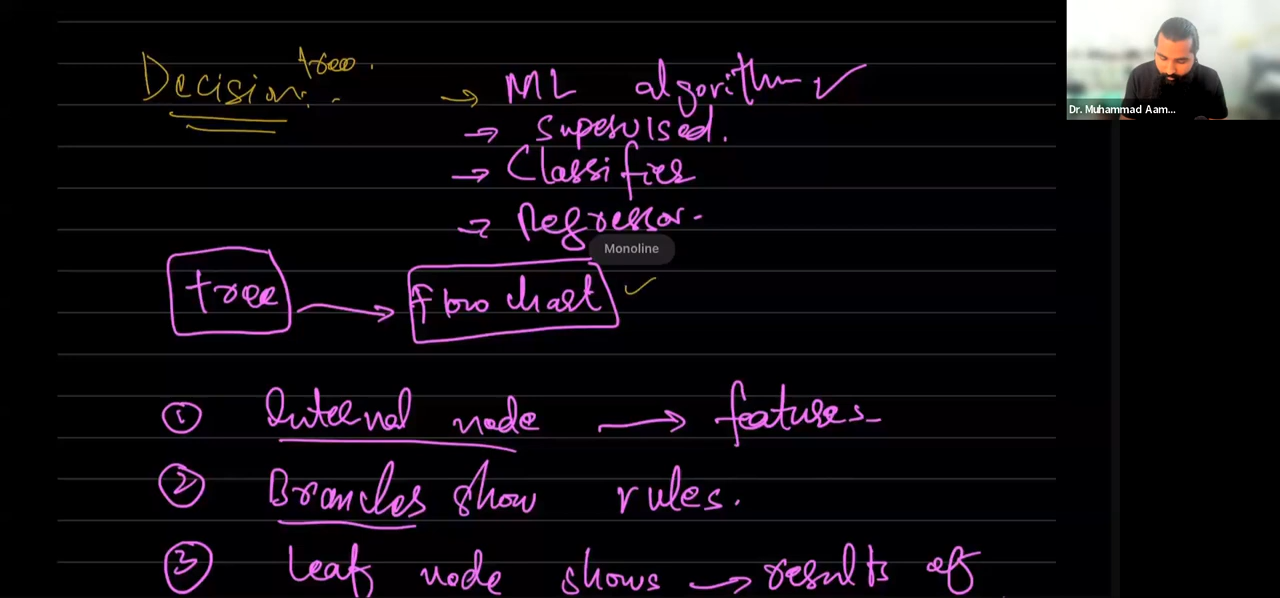 Decision tree.
→ ML algorithm ✓
→ Supervised.
→ Classifier
→ Regressor.
Monoline
tree → flow chart ✓
① Internal node → features
② Branches show rules.
③ Leaf node shows → results of
Dr. Muhammad Aam...